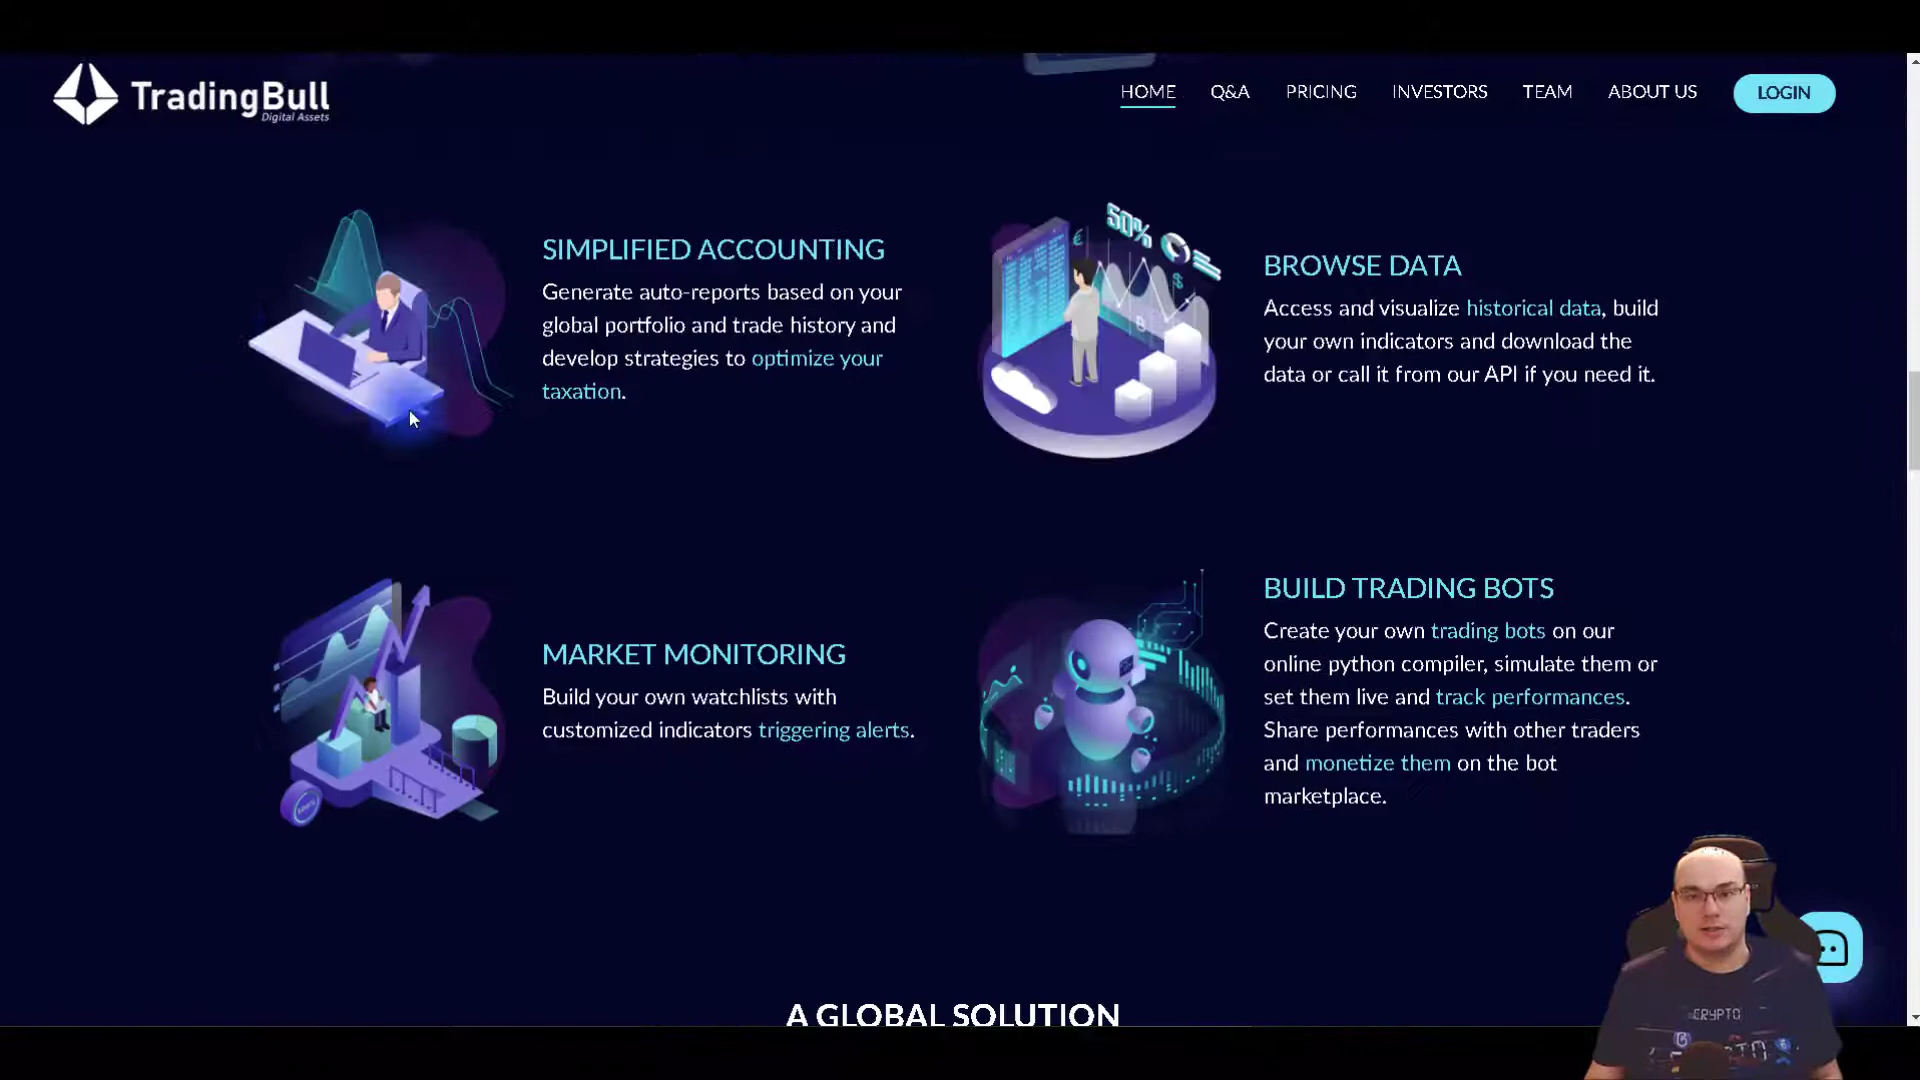 TradingBull
Digital Assets
HOME
Q&A
PRICING
INVESTORS
TEAM
ABOUT US
LOGIN
SIMPLIFIED ACCOUNTING
Generate auto-reports based on your
global portfolio and trade history and
develop strategies to optimize your
taxation.
50%
BROWSE DATA
Access and visualize historical data, build
your own indicators and download the
data or call it from our API if you need it.
MARKET MONITORING
Build your own watchlists with
customized indicators triggering alerts.
BUILD TRADING BOTS
Create your own trading bots on our
online python compiler, simulate them or
set them live and track performances.
Share performances with other traders
and monetize them on the bot
marketplace.
A GLOBAL SOLUTION
CRYPTO